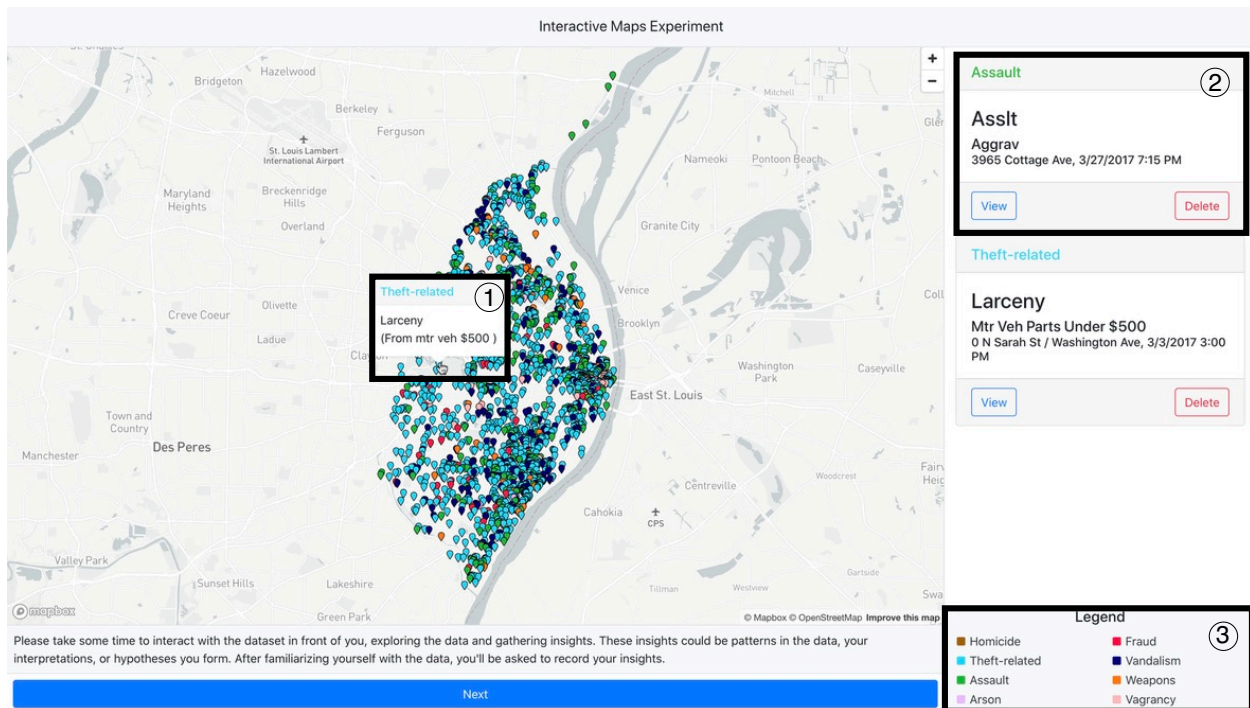 Interactive Maps Experiment
Bridgeton
Hazelwood
Berkeley
Ferguson
St. Louis Lambert
International Airport
Mitchell
Nameoki
Pontoon Beach
Maryland
Heights
Breckenridge
Hills
Overland
Granite City
Olivette
Creve Coeur
Ladue
Venice
Brooklyn
Washington
Park
Caseyville
East St. Louis
Town and
Country
Des Peres
Manchester
Centreville
Woodcrest
Cahokia
CPS
Valley Park
Sunset Hills
Lakeshire
Green Park
Tillman
Westview
Gartside
+
−
Theft-related
①
Larceny
(From mtr veh $500 )
mapbox
© Mapbox © OpenStreetMap Improve this map
Assault
②
Asslt
Aggrav
3965 Cottage Ave, 3/27/2017 7:15 PM
View
Delete
Theft-related
Larceny
Mtr Veh Parts Under $500
0 N Sarah St / Washington Ave, 3/3/2017 3:00
PM
View
Delete
Please take some time to interact with the dataset in front of you, exploring the data and gathering insights. These insights could be patterns in the data, your
interpretations, or hypotheses you form. After familiarizing yourself with the data, you'll be asked to record your insights.
Next
Legend
③
Homicide
Fraud
Theft-related
Vandalism
Assault
Weapons
Arson
Vagrancy